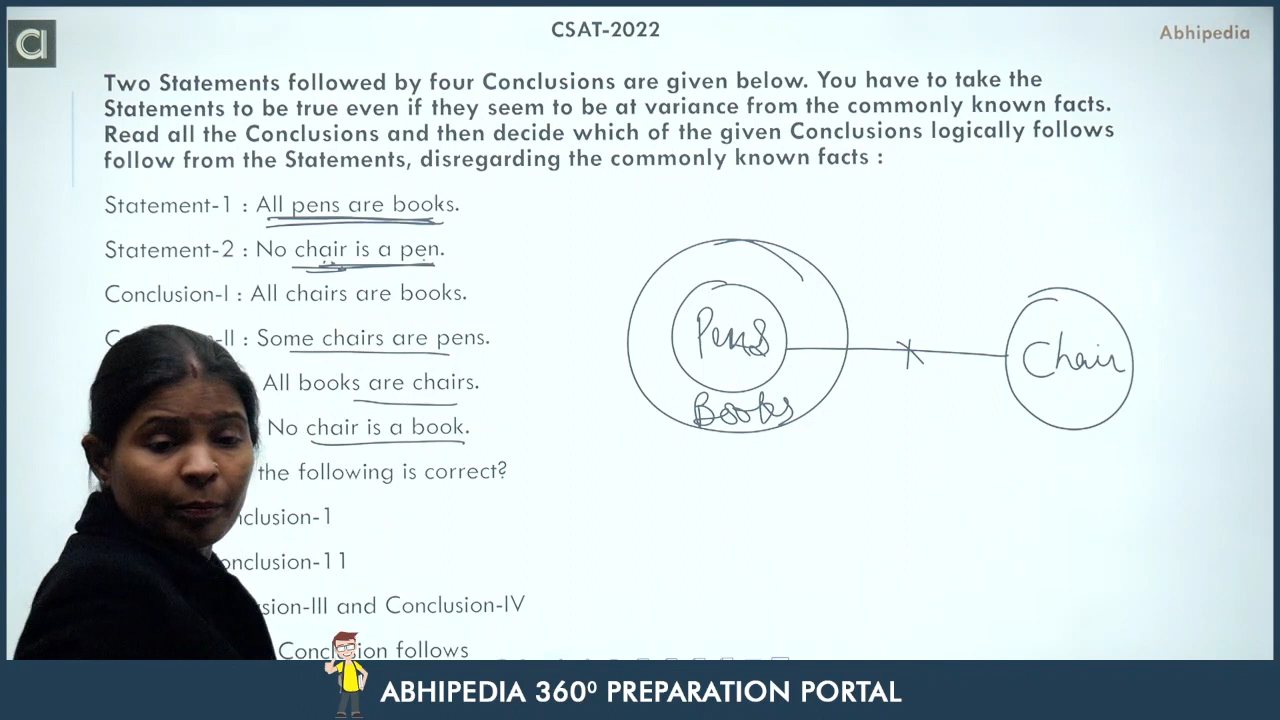 CSAT-2022
Abhipedia
Two Statements followed by four Conclusions are given below. You have to take the
Statements to be true even if they seem to be at variance from the commonly known facts.
Read all the Conclusions and then decide which of the given Conclusions logically follows
follow from the Statements, disregarding the commonly known facts :
Statement-1 : All pens are books.
Statement-2 : No chair is a pen.
Conclusion-I : All chairs are books.
-II : Some chairs are pens.
All books are chairs.
No chair is a book.
the following is correct?
nclusion-1
onclusion-11
sion-III and Conclusion-IV
Conclusion follows
Pens
Books
Chair
ABHIPEDIA 360⁰ PREPARATION PORTAL